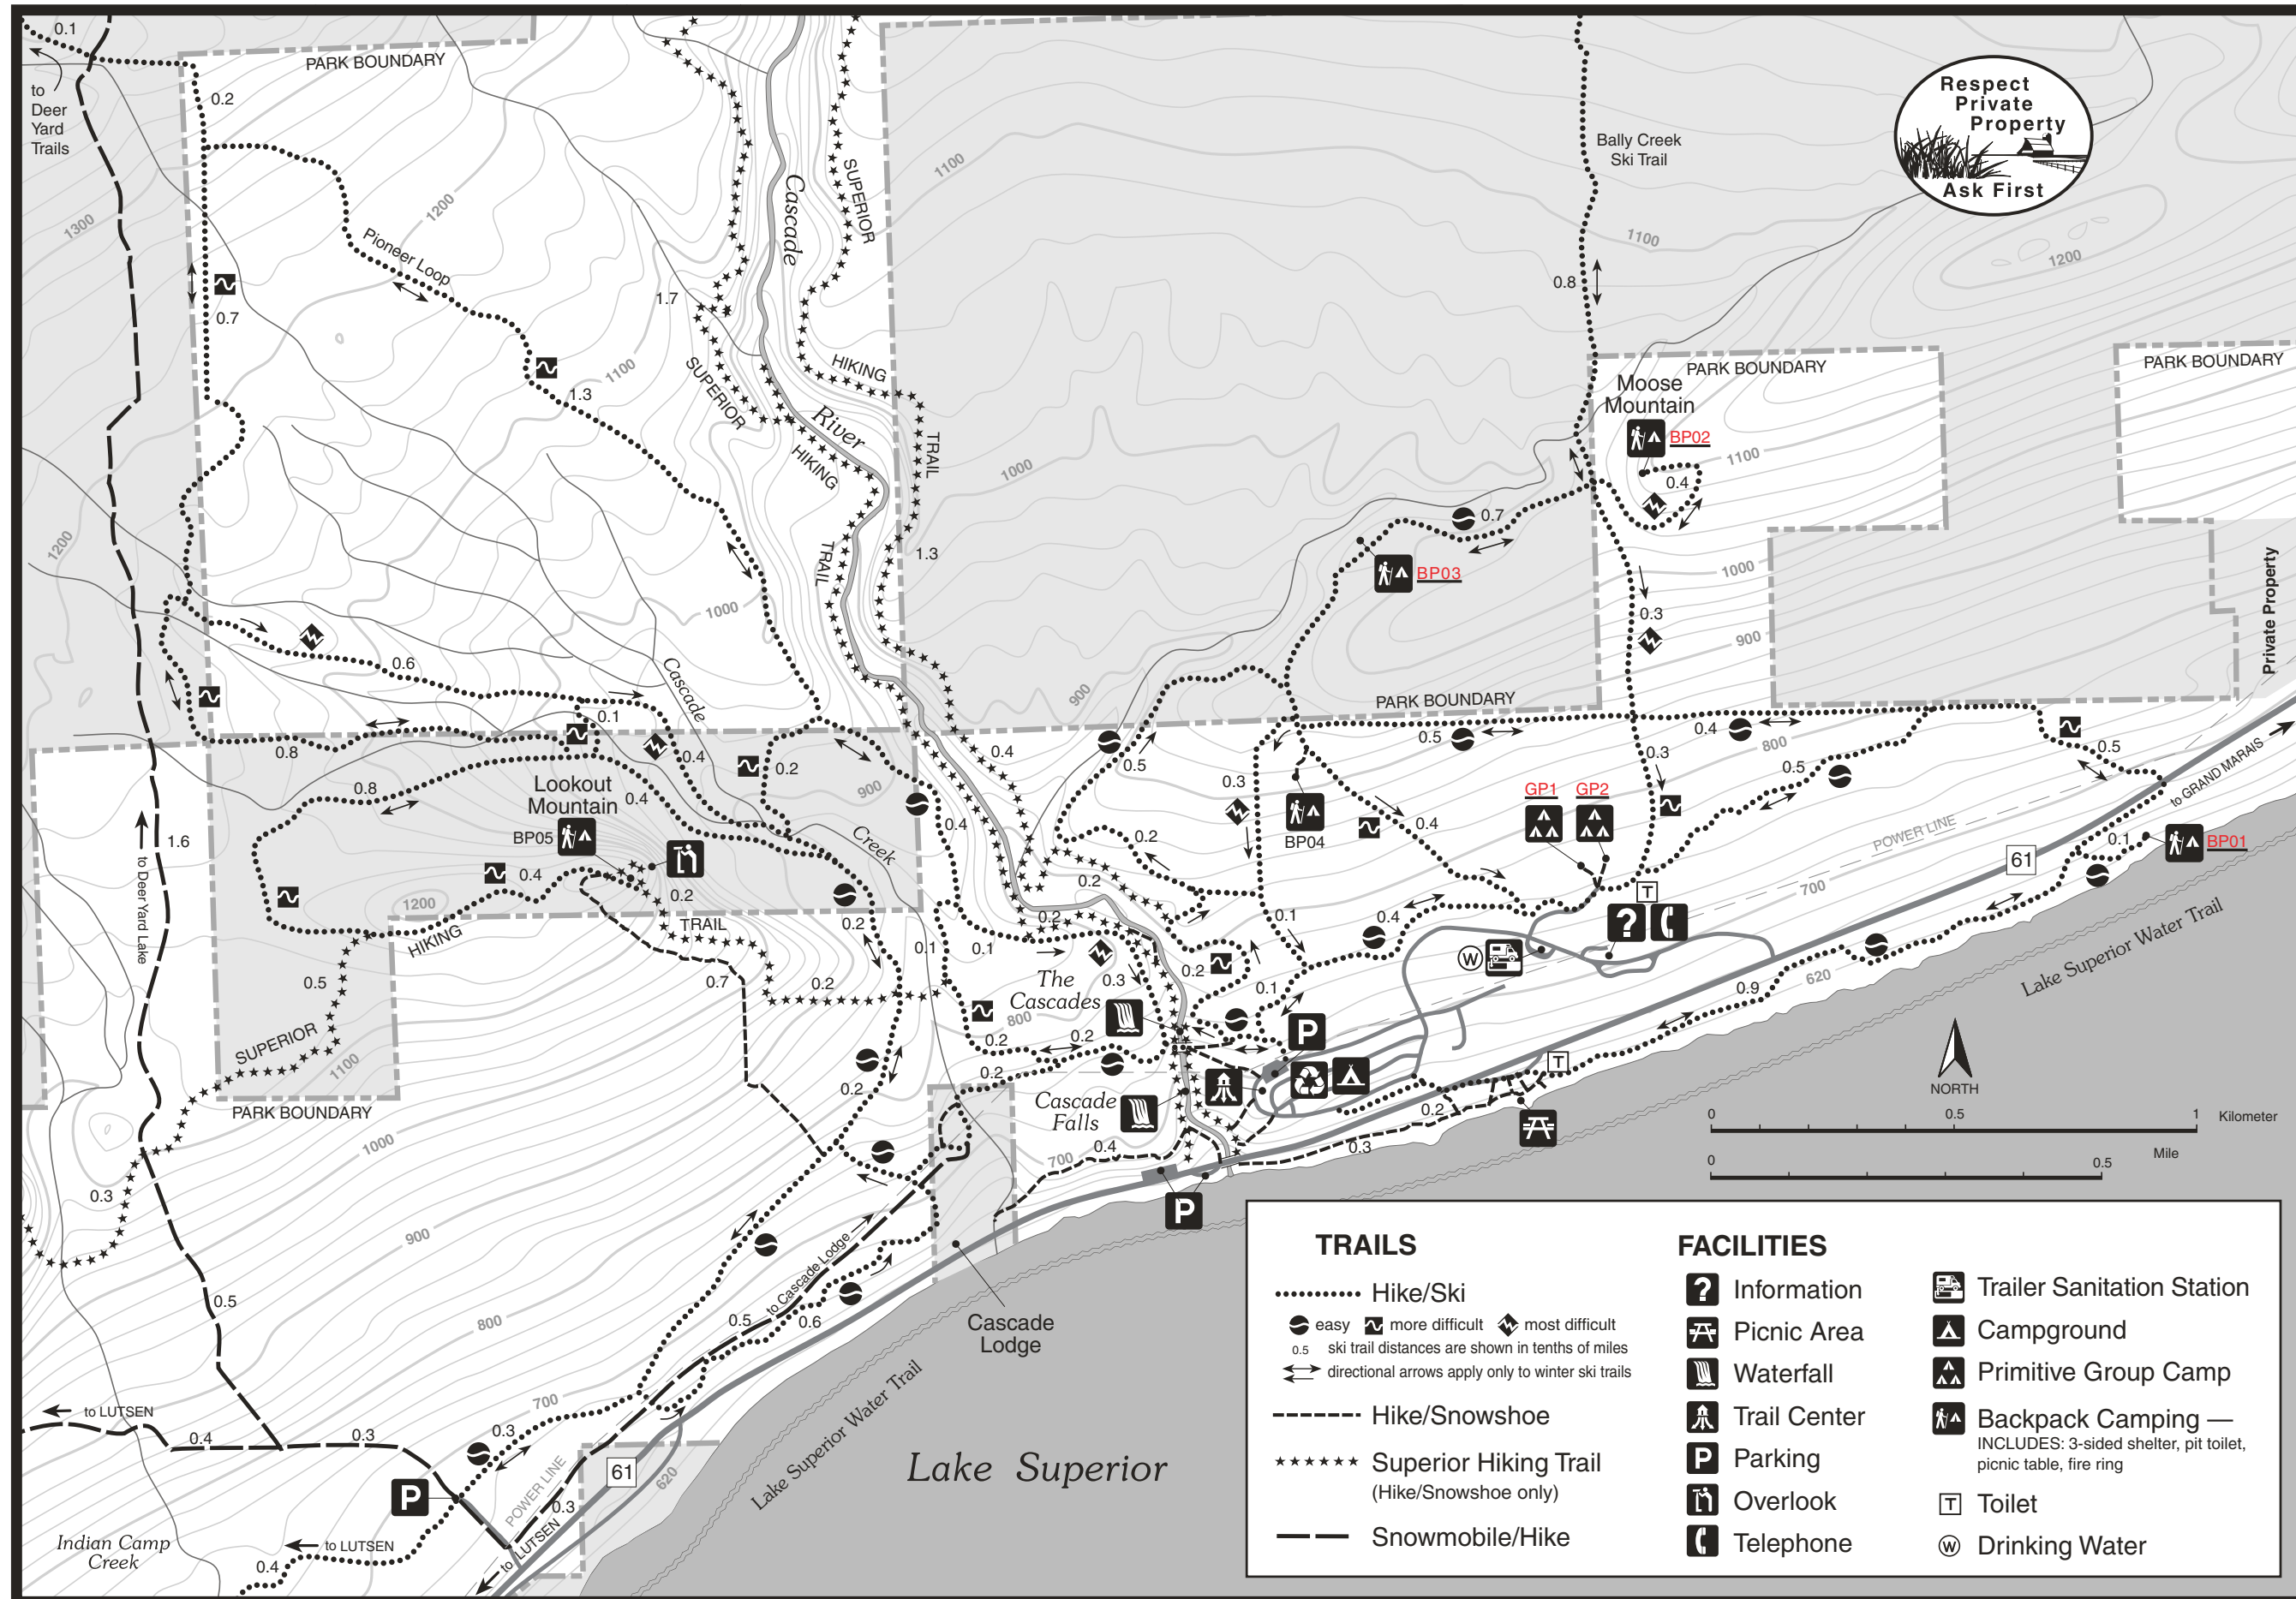 0.1
to
Deer
Yard
Trails
PARK BOUNDARY
0.2
1300
1200
Pioneer Loop
0.7
1.3
1100
1.7
SUPERIOR
HIKING
TRAIL
Cascade
River
SUPERIOR
HIKING
TRAIL
1.3
1100
1000
Bally Creek
Ski Trail
0.8
1100
Respect
Private
Property
Ask First
1200
PARK BOUNDARY
Moose
Mountain
BP02
1100
0.4
PARK BOUNDARY
0.7
BP03
1000
0.3
900
Private Property
1200
1000
0.6
Cascade
Creek
0.1
0.8
0.4
0.2
900
0.8
Lookout
Mountain
0.4
BP05
0.4
1200
0.2
TRAIL
HIKING
0.5
SUPERIOR
1100
PARK BOUNDARY
1.6
to Deer Yard Lake
0.7
0.2
0.2
0.1
0.1
0.4
0.4
0.2
0.2
900
PARK BOUNDARY
0.5
0.5
0.3
0.2
BP04
0.4
0.4
800
0.3
0.5
0.5
GP1
GP2
to GRAND MARAIS
POWER LINE
61
0.1
BP01
700
T
?
W
0.4
0.1
0.2
0.1
The
Cascades
0.3
800
0.2
0.2
0.2
P
Cascade
Falls
0.4
700
0.2
0.3
T
0.9
620
Lake Superior Water Trail
NORTH
0
0.5
1
Kilometer
Mile
0
0.5
P
0.3
1000
900
0.5
800
0.2
0.5
to Cascade Lodge
0.6
Cascade
Lodge
to LUTSEN
0.4
0.3
700
0.3
P
POWER LINE
61
620
0.3
to LUTSEN
to LUTSEN
0.4
Indian Camp
Creek
Lake Superior Water Trail
Lake Superior
TRAILS
Hike/Ski
easy
more difficult
most difficult
0.5 ski trail distances are shown in tenths of miles
directional arrows apply only to winter ski trails
Hike/Snowshoe
Superior Hiking Trail
(Hike/Snowshoe only)
Snowmobile/Hike
FACILITIES
? Information
Picnic Area
Waterfall
Trail Center
P Parking
Overlook
Telephone
Trailer Sanitation Station
Campground
Primitive Group Camp
Backpack Camping —
INCLUDES: 3-sided shelter, pit toilet,
picnic table, fire ring
T Toilet
W Drinking Water